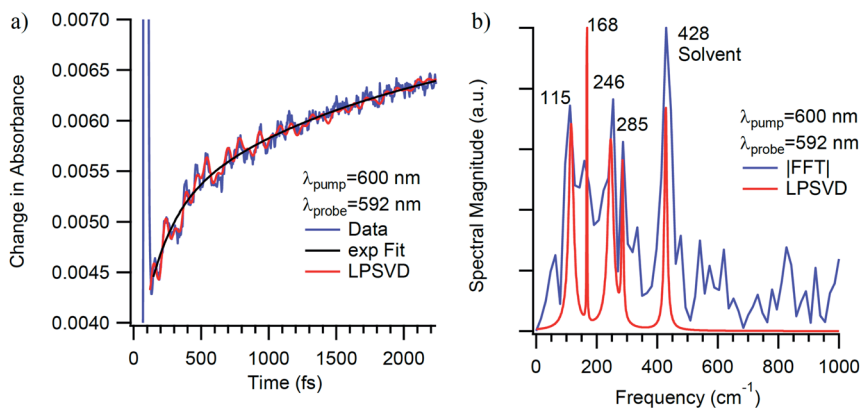 a)
Change in Absorbance
0.0070
0.0065
0.0060
0.0055
0.0050
0.0045
0.0040
λpump=600 nm
λprobe=592 nm
Data
exp Fit
LPSVD
0
500
1000
1500
2000
Time (fs)
b)
Spectral Magnitude (a.u.)
115
168
246
285
428
Solvent
λpump=600 nm
λprobe=592 nm
|FFT|
LPSVD
0
200
400
600
800
1000
Frequency (cm⁻¹)